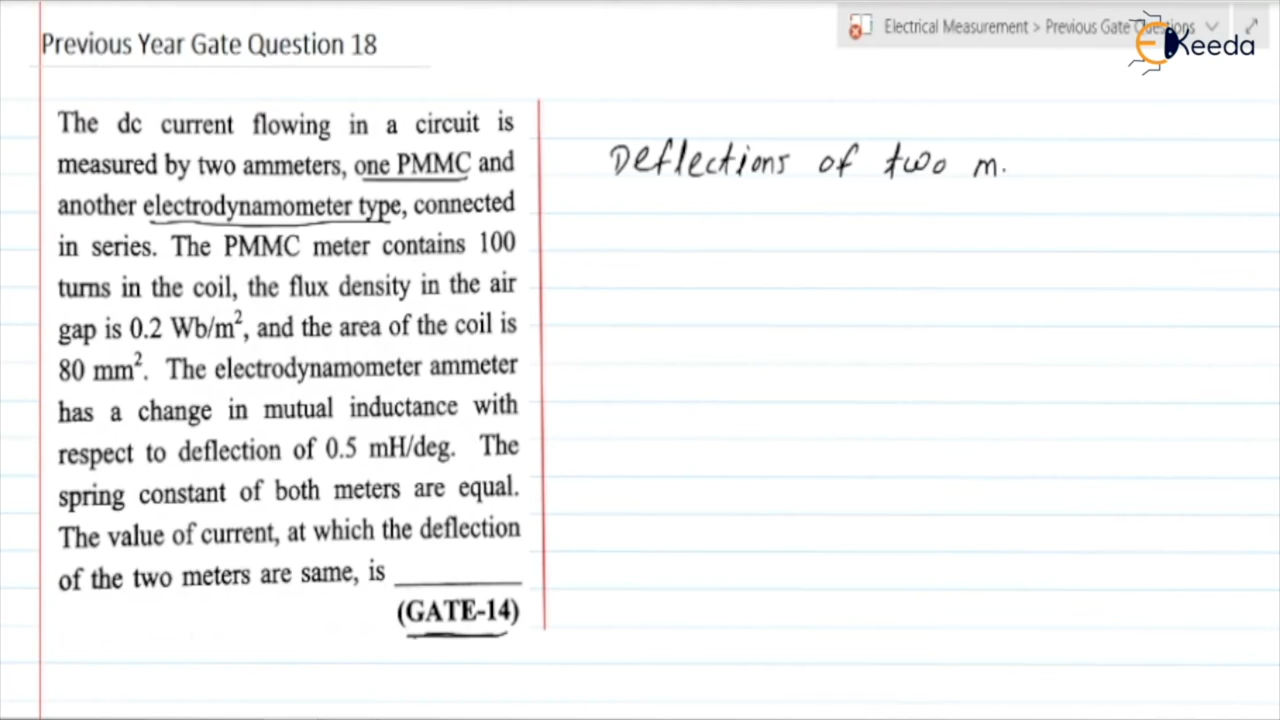 Previous Year Gate Question 18
Electrical Measurement > Previous Gate Questions
EKeeda
The dc current flowing in a circuit is
measured by two ammeters, one PMMC and
another electrodynamometer type, connected
in series. The PMMC meter contains 100
turns in the coil, the flux density in the air
gap is 0.2 Wb/m², and the area of the coil is
80 mm². The electrodynamometer ammeter
has a change in mutual inductance with
respect to deflection of 0.5 mH/deg. The
spring constant of both meters are equal.
The value of current, at which the deflection
of the two meters are same, is ________
(GATE-14)
Deflections of two m.